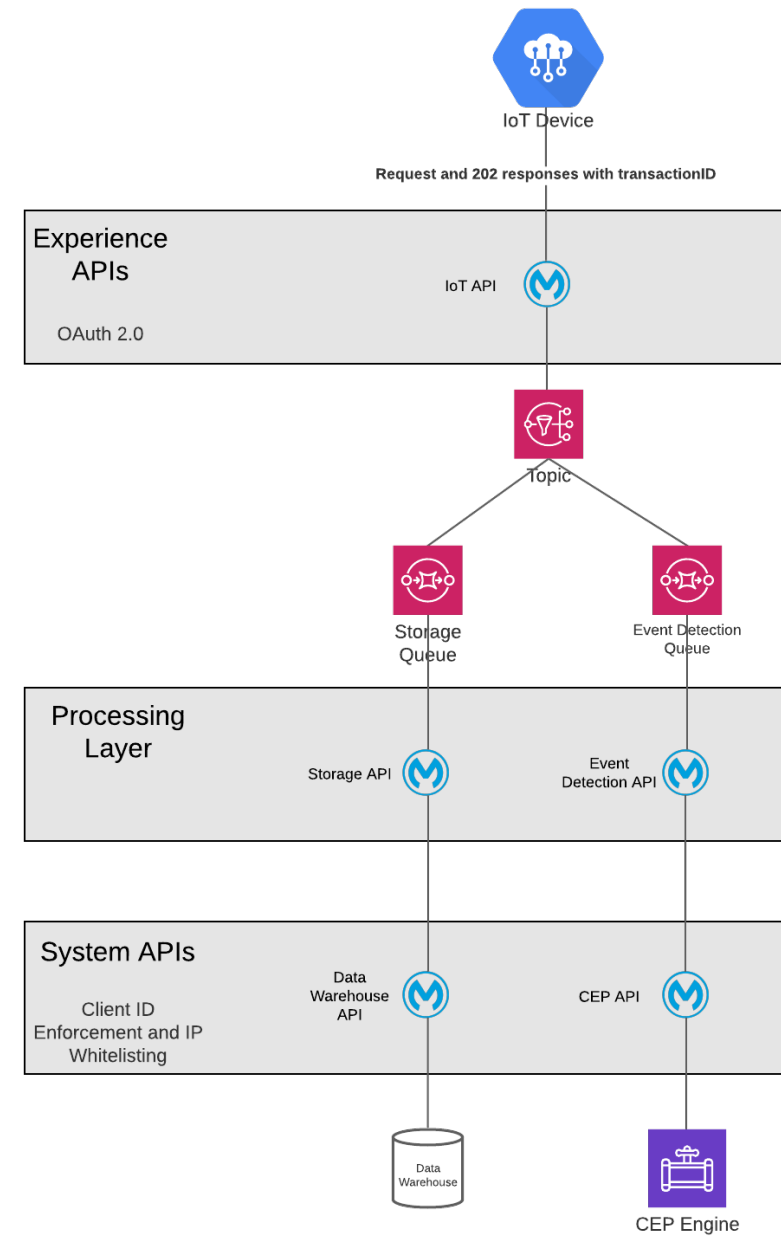 IoT Device
Request and 202 responses with transactionID
Experience
APIs
OAuth 2.0
IoT API
Topic
Storage
Queue
Event Detection
Queue
Processing
Layer
Storage API
Event
Detection API
System APIs
Client ID
Enforcement and IP
Whitelisting
Data
Warehouse
API
CEP API
Data
Warehouse
CEP Engine